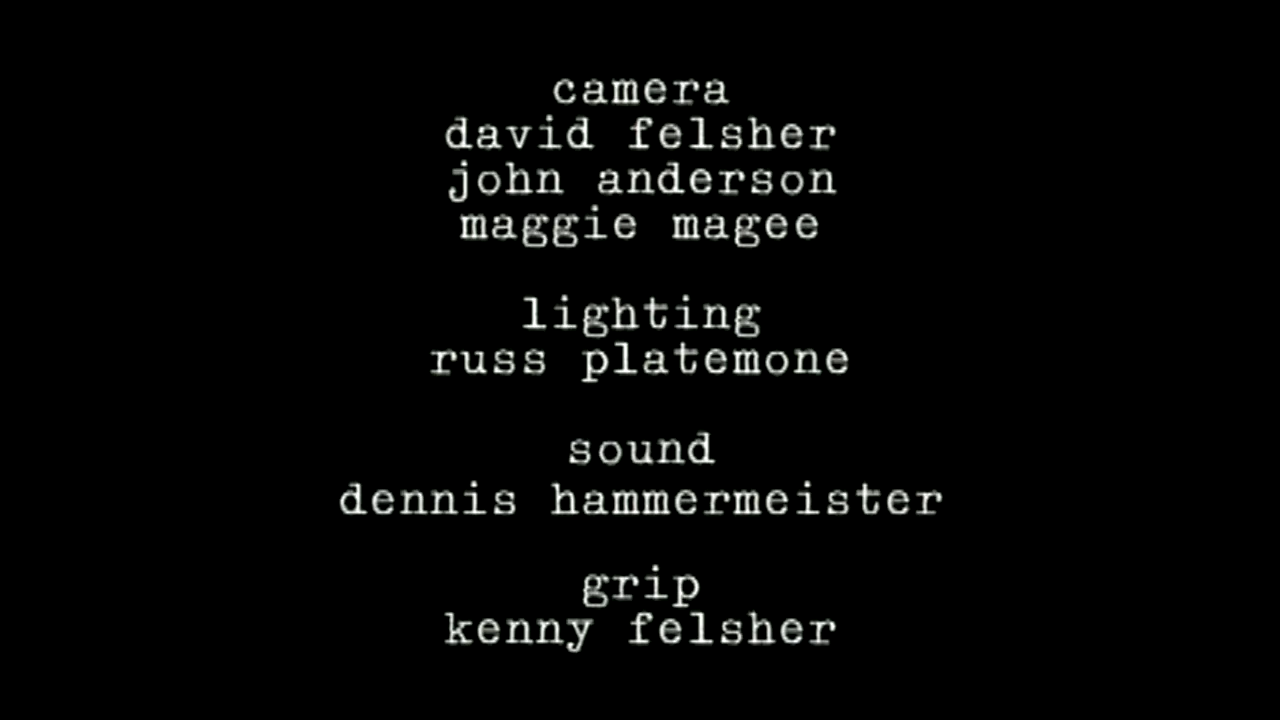 camera
david felsher
john anderson
maggie magee
lighting
russ platemone
sound
dennis hammermeister
grip
kenny felsher